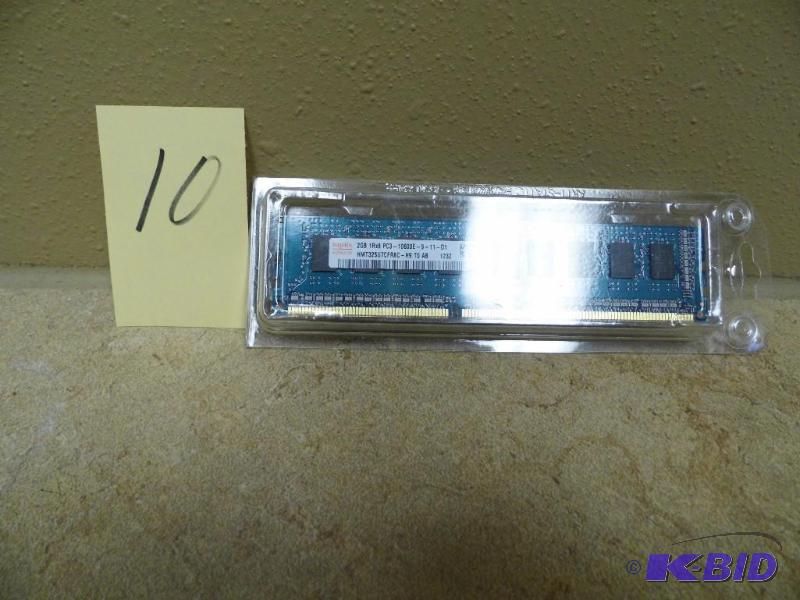 10
hynix
2GB 1Rx8 PC3-10600E-9-11-D1
HMT325U7CFR8C-H9 T0 AB 1232
© K-BID